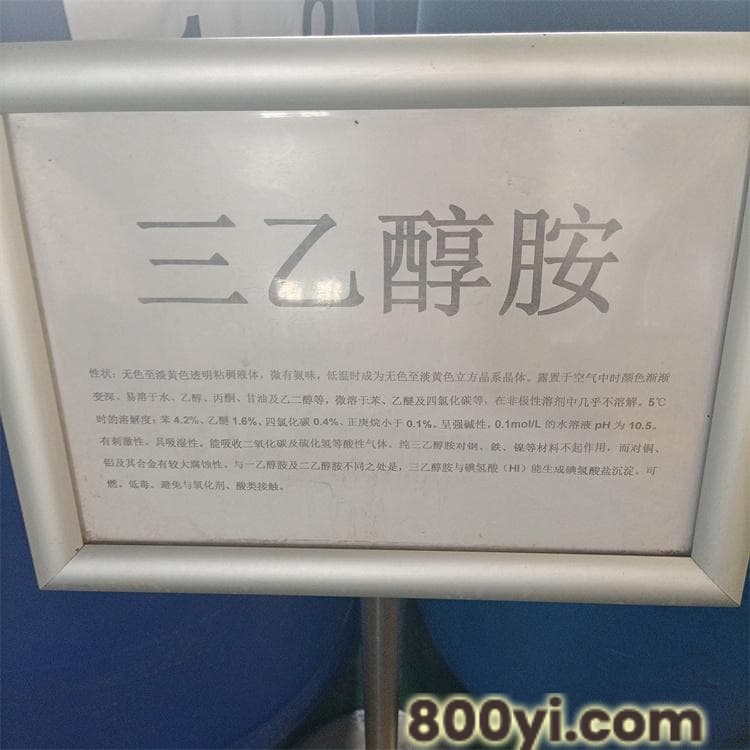 三乙醇胺
性状：无色至淡黄色透明粘稠液体，微有氨味，低温时成为无色至淡黄色立方晶系晶体。露置于空气中时颜色渐渐
变深。易溶于水、乙醇、丙酮、甘油及乙二醇等，微溶于苯、乙醚及四氯化碳等，在非极性溶剂中几乎不溶解。5℃
时的溶解度：苯 4.2%、乙醚 1.6%、四氯化碳 0.4%、正庚烷小于 0.1%。呈强碱性，0.1mol/L 的水溶液 pH 为 10.5。
有刺激性。具吸湿性。能吸收二氧化碳及硫化氢等酸性气体。纯三乙醇胺对钢、铁、镍等材料不起作用，而对铜、
铝及其合金有较大腐蚀性。与一乙醇胺及二乙醇胺不同之处是，三乙醇胺与碘氢酸（HI）能生成碘氢酸盐沉淀。可
燃。低毒。避免与氧化剂、酸类接触。
800yi.com